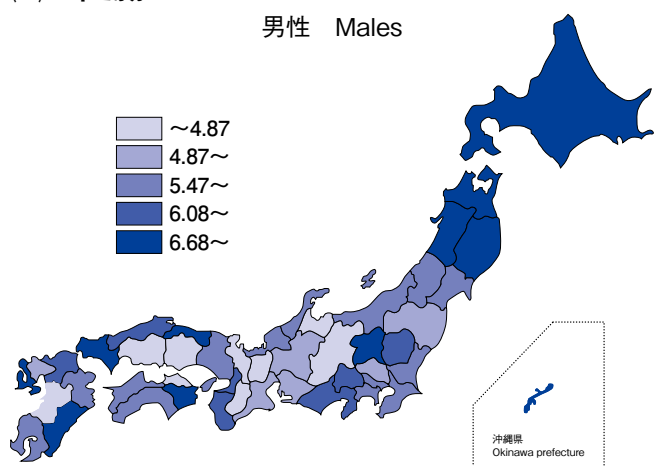 男性　Males
～4.87
4.87～
5.47～
6.08～
6.68～
沖縄県
Okinawa prefecture